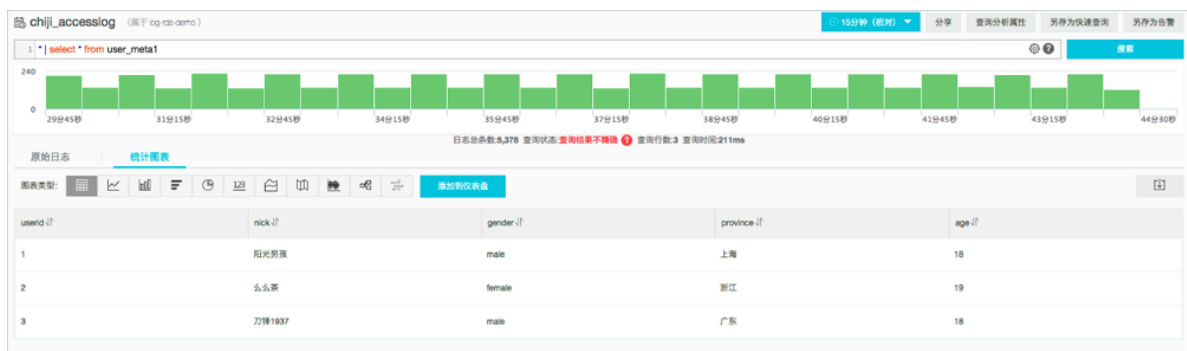 chiji_accesslog （属于 log-rds-demo ） 15分钟（相对） 分享 查询分析属性 另存为快速查询 另存为告警
1 * | select * from user_meta1 搜索
240
0
29分45秒 31分15秒 32分45秒 34分15秒 35分45秒 37分15秒 38分45秒 40分15秒 41分45秒 43分15秒 44分30秒
日志总条数:5,378 查询状态:查询结果不精确 查询行数:3 查询时间:211ms
原始日志 统计图表
图表类型: 123 添加到仪表盘
userid nick gender province age
1 阳光男孩 male 上海 18
2 么么茶 female 浙江 19
3 刀锋1937 male 广东 18